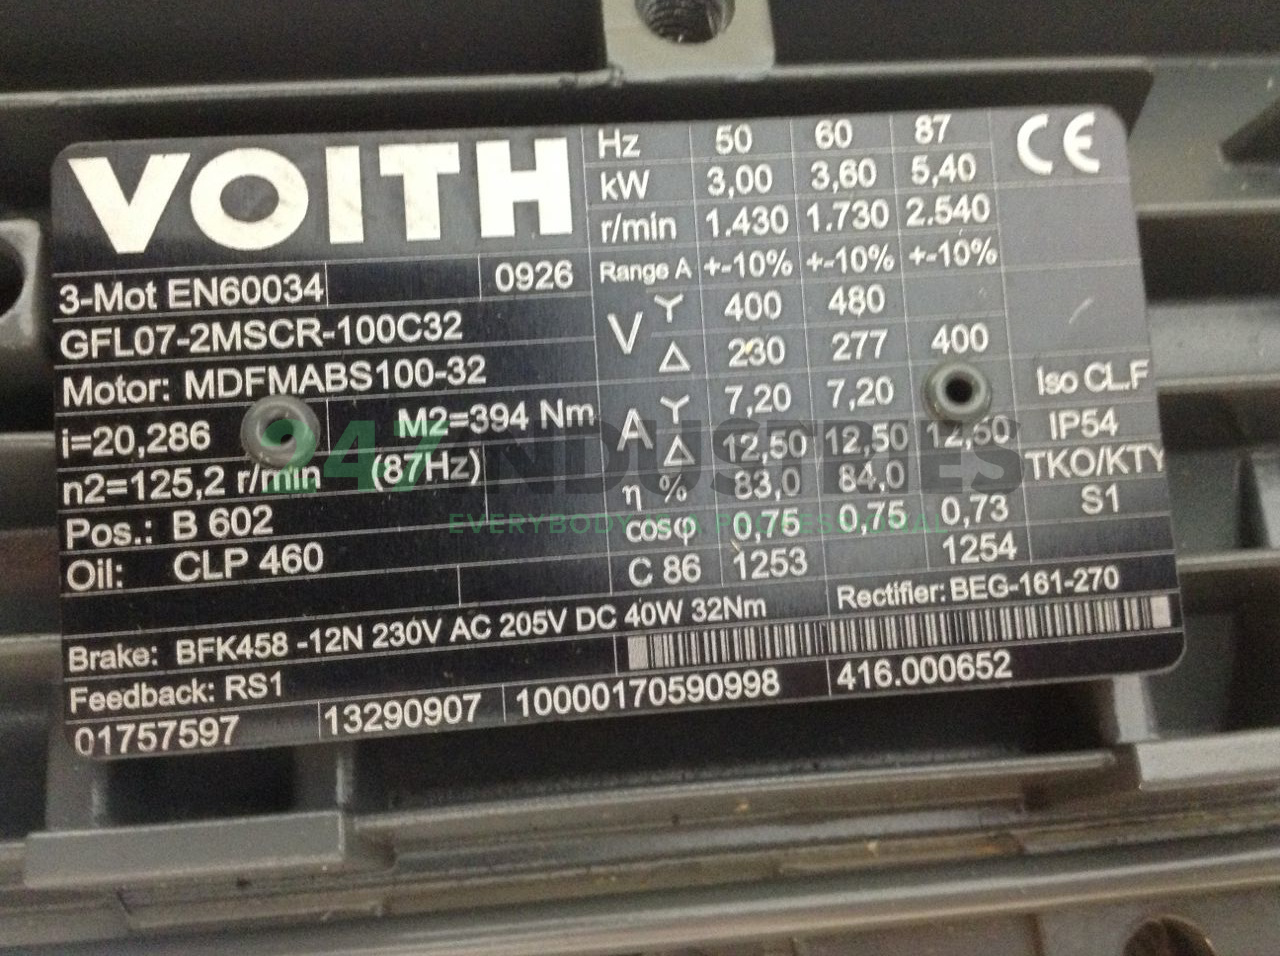 VOITH
3-Mot EN60034 0926
GFL07-2MSCR-100C32
Motor: MDFMABS100-32
i=20,286 M2=394 Nm
n2=125,2 r/min (87Hz)
Pos.: B 602
Oil: CLP 460
Hz 50 60 87 CE
kW 3,00 3,60 5,40
r/min 1.430 1.730 2.540
Range A +-10% +-10% +-10%
V Y 400 480
Δ 230 277 400
A Y 7,20 7,20 Iso CL.F
Δ 12,50 12,50 12,50 IP54
η % 83,0 84,0 TKO/KTY
cosφ 0,75 0,75 0,73 S1
C 86 1253 1254
Brake: BFK458 -12N 230V AC 205V DC 40W 32Nm Rectifier: BEG-161-270
Feedback: RS1
01757597 13290907 10000170590998 416.000652
247INDUSTRIES
EVERYBODY IS A PROFESSIONAL